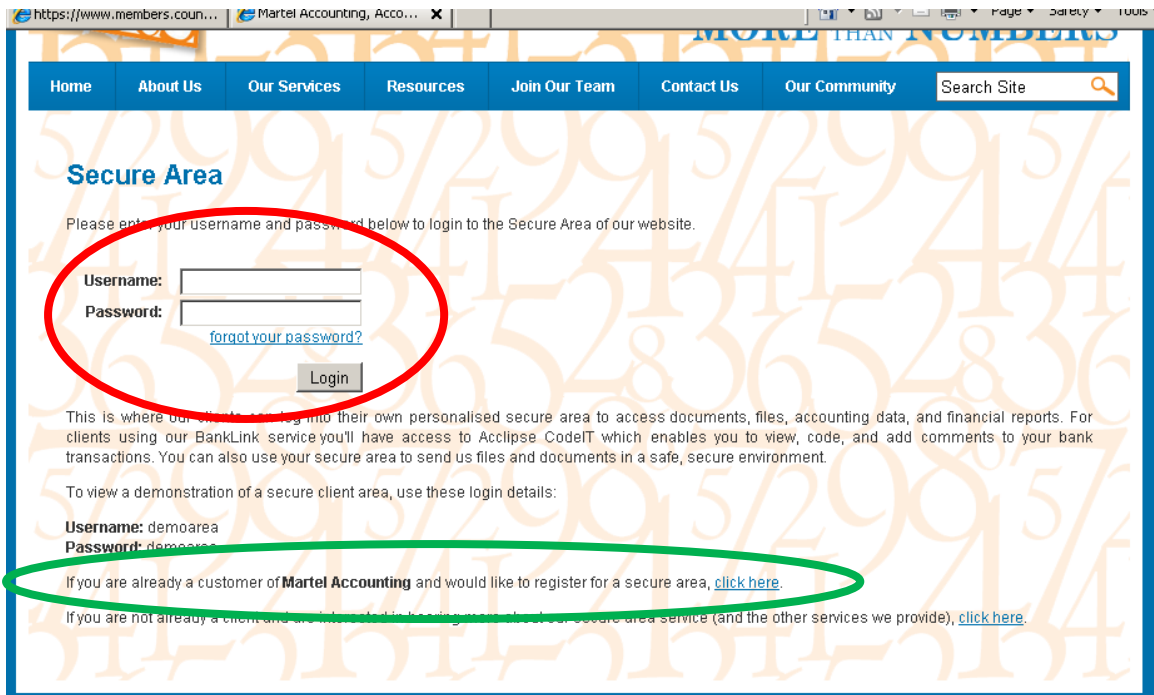 https://www.members.coun... Martel Accounting, Acco... X Page Safety Tools
MORE THAN NUMBERS
Home About Us Our Services Resources Join Our Team Contact Us Our Community Search Site
Secure Area
Please enter your username and password below to login to the Secure Area of our website.
Username:
Password:
forgot your password?
Login
This is where our clients can log into their own personalised secure area to access documents, files, accounting data, and financial reports. For
clients using our BankLink service you'll have access to Acclipse CodeIT which enables you to view, code, and add comments to your bank
transactions. You can also use your secure area to send us files and documents in a safe, secure environment.
To view a demonstration of a secure client area, use these login details:
Username: demoarea
Password: demoarea
If you are already a customer of Martel Accounting and would like to register for a secure area, click here.
If you are not already a client and are interested in hearing more about our secure area service (and the other services we provide), click here.